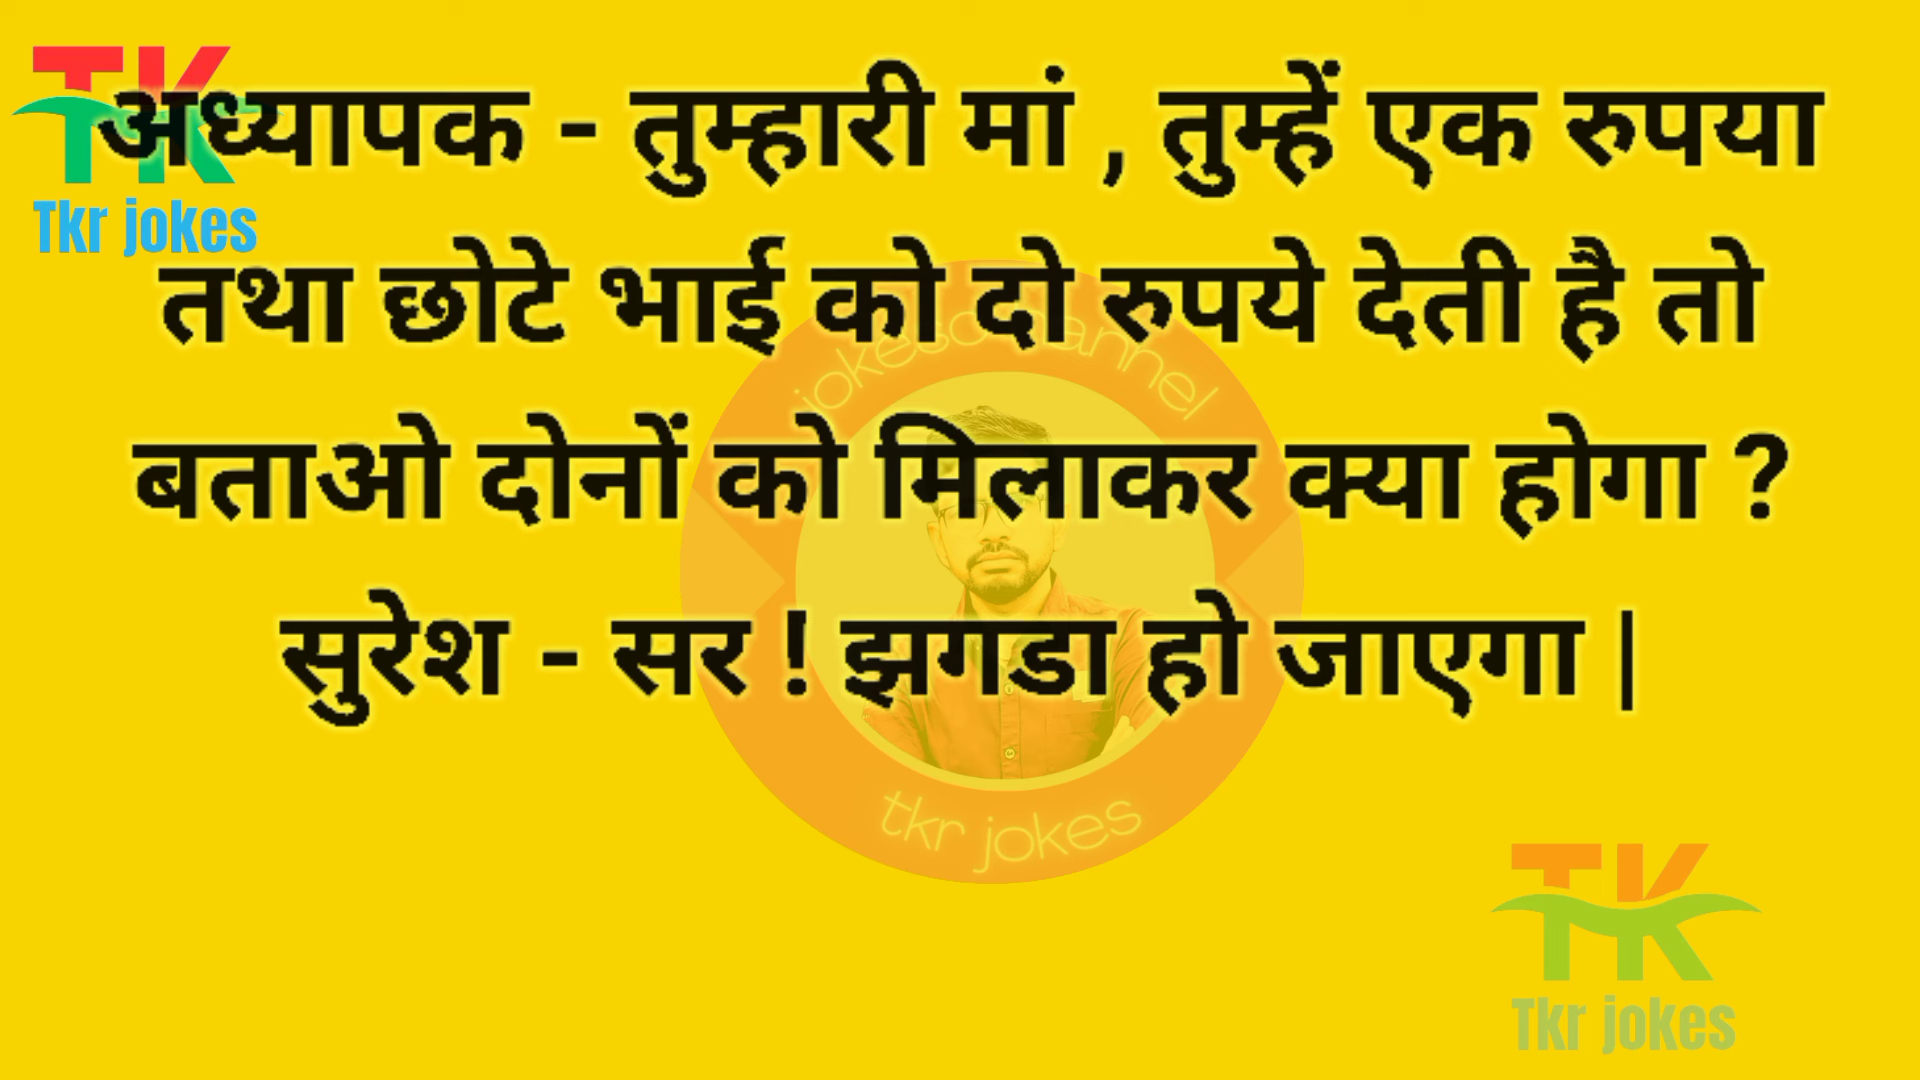 TK
Tkr jokes
अध्यापक - तुम्हारी मां , तुम्हें एक रुपया
तथा छोटे भाई को दो रुपये देती है तो
बताओ दोनों को मिलाकर क्या होगा ?
सुरेश - सर ! झगडा हो जाएगा |
tkr jokes
TK
Tkr jokes